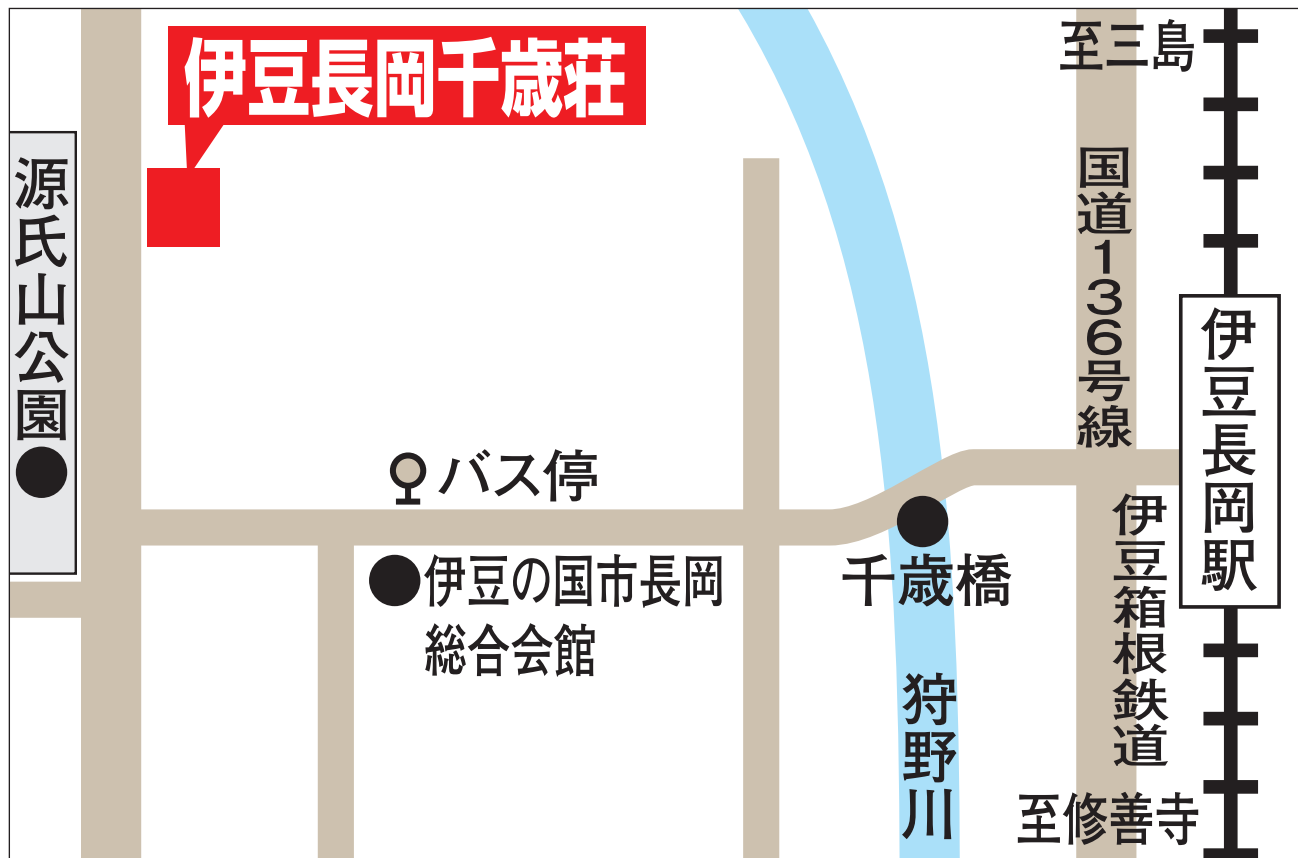 伊豆長岡千歳荘
至三島
源氏山公園
国道136号線
伊豆長岡駅
バス停
伊豆の国市長岡
総合会館
千歳橋
伊豆箱根鉄道
狩野川
至修善寺